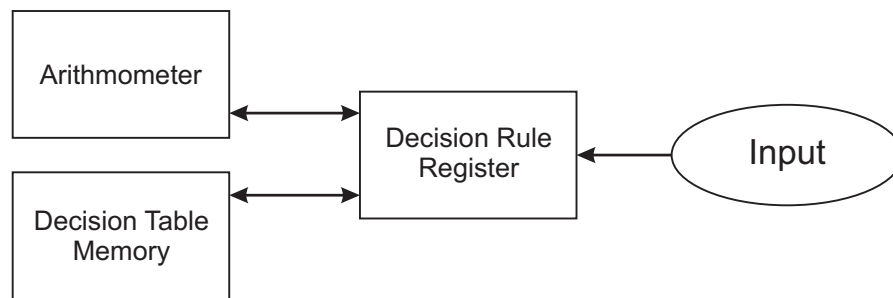 Arithmometer
Decision Rule
Register
Input
Decision Table
Memory